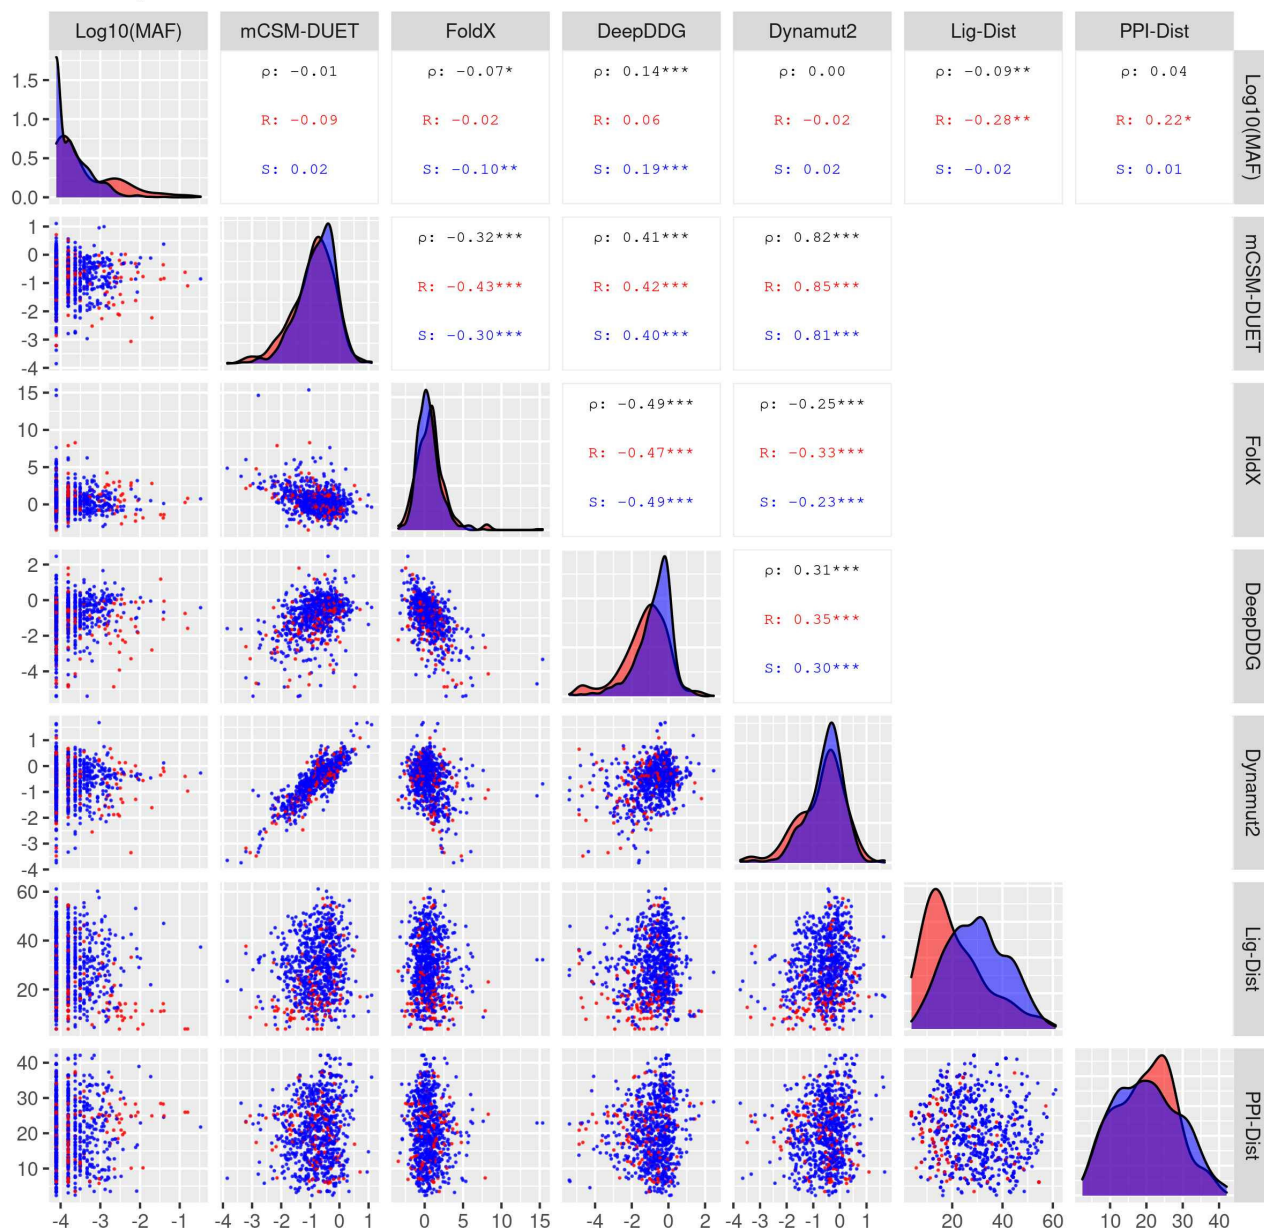 Log10(MAF) mCSM-DUET FoldX DeepDDG Dynamut2 Lig-Dist PPI-Dist
1.5 ρ: -0.01 ρ: -0.07* ρ: 0.14*** ρ: 0.00 ρ: -0.09** ρ: 0.04
1.0 R: -0.09 R: -0.02 R: 0.06 R: -0.02 R: -0.28** R: 0.22*
0.5 S: 0.02 S: -0.10** S: 0.19*** S: 0.02 S: -0.02 S: 0.01
0.0
Log10(MAF)
1 ρ: -0.32*** ρ: 0.41*** ρ: 0.82***
0
-1 R: -0.43*** R: 0.42*** R: 0.85***
-2
-3 S: -0.30*** S: 0.40*** S: 0.81***
-4
mCSM-DUET
15 ρ: -0.49*** ρ: -0.25***
10
5 R: -0.47*** R: -0.33***
0 S: -0.49*** S: -0.23***
FoldX
2 ρ: 0.31***
0
-2 R: 0.35***
-4 S: 0.30***
DeepDDG
1
0
-1
-2
-3
-4
Dynamut2
60
40
20
Lig-Dist
40
30
20
10
PPI-Dist
-4 -3 -2 -1 -4 -3 -2 -1 0 1 0 5 10 15 -4 -2 0 2 -4 -3 -2 -1 0 1 20 40 60 10 20 30 40